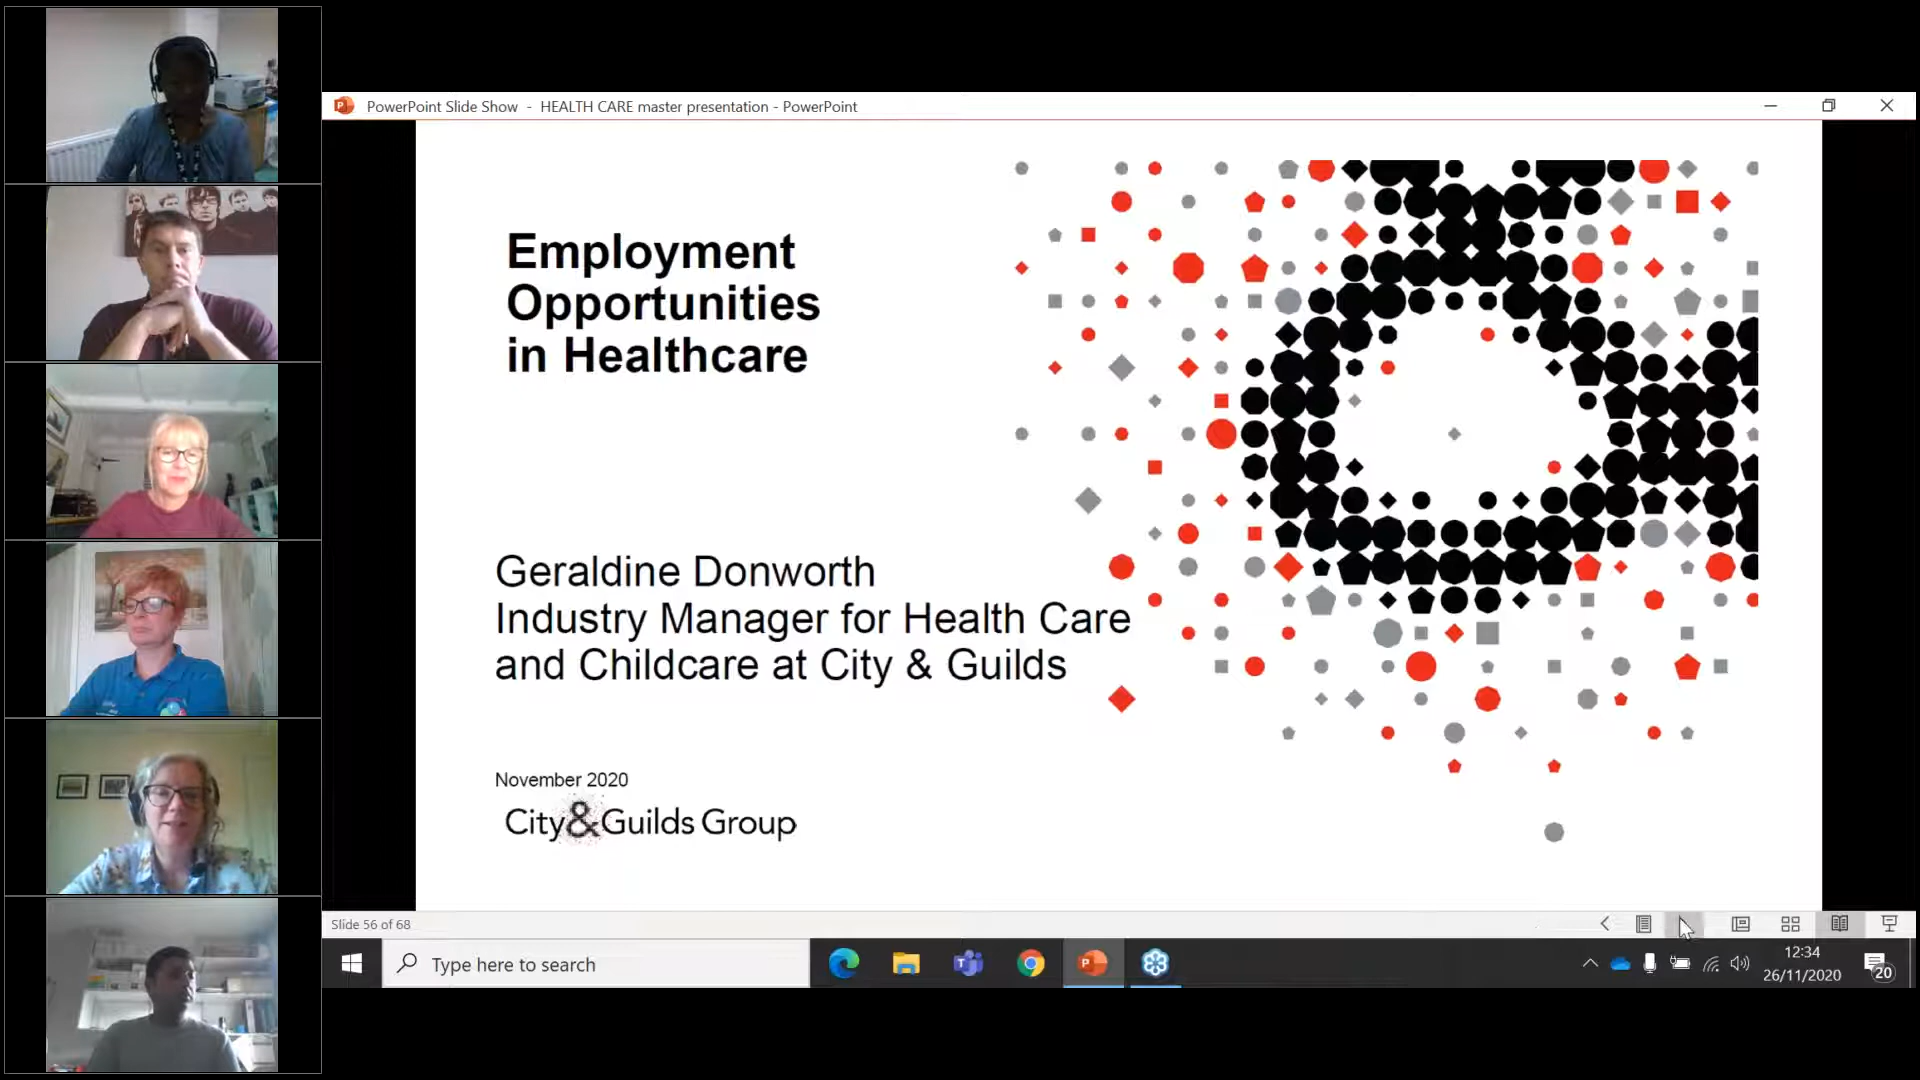 PowerPoint Slide Show - HEALTH CARE master presentation - PowerPoint
Employment
Opportunities
in Healthcare
Geraldine Donworth
Industry Manager for Health Care
and Childcare at City & Guilds
November 2020
City&Guilds Group
Slide 56 of 68
Type here to search
12:34
26/11/2020
20